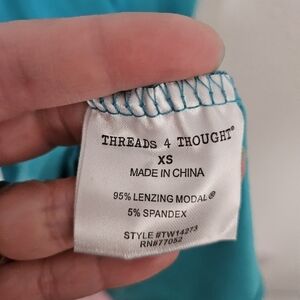 THREADS 4 THOUGHT®
XS
MADE IN CHINA
95% LENZING MODAL®
5% SPANDEX
STYLE #TW14273
RN#77052